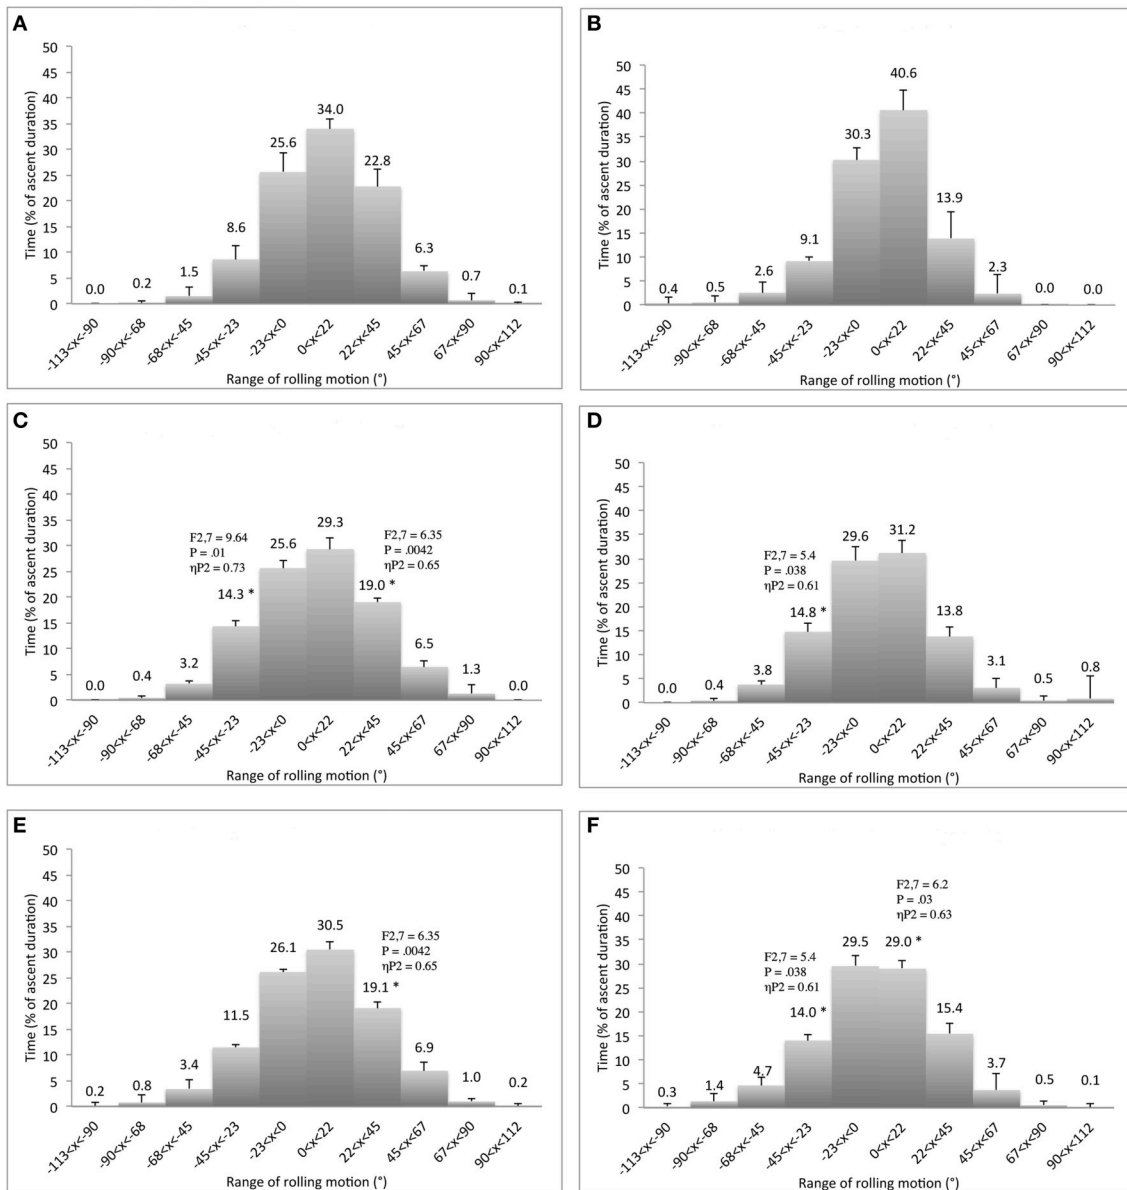 A
Time (% of ascent duration)
50
45
40
35
30
25
20
15
10
5
0
0.0
0.2
1.5
8.6
25.6
34.0
22.8
6.3
0.7
0.1
-113<x<-90
-90<x<-68
-68<x<-45
-45<x<-23
-23<x<0
0<x<22
22<x<45
45<x<67
67<x<90
90<x<112
Range of rolling motion (°)
B
Time (% of ascent duration)
50
45
40
35
30
25
20
15
10
5
0
0.4
0.5
2.6
9.1
30.3
40.6
13.9
2.3
0.0
0.0
-113<x<-90
-90<x<-68
-68<x<-45
-45<x<-23
-23<x<0
0<x<22
22<x<45
45<x<67
67<x<90
90<x<112
Range of rolling motion (°)
C
Time (% of ascent duration)
50
45
40
35
30
25
20
15
10
5
0
F2,7 = 9.64
P = .01
ηP2 = 0.73
F2,7 = 6.35
P = .0042
ηP2 = 0.65
0.0
0.4
3.2
14.3 *
25.6
29.3
19.0 *
6.5
1.3
0.0
-113<x<-90
-90<x<-68
-68<x<-45
-45<x<-23
-23<x<0
0<x<22
22<x<45
45<x<67
67<x<90
90<x<112
Range of rolling motion (°)
D
Time (% of ascent duration)
50
45
40
35
30
25
20
15
10
5
0
F2,7 = 5.4
P = .038
ηP2 = 0.61
0.0
0.4
3.8
14.8 *
29.6
31.2
13.8
3.1
0.5
0.8
-113<x<-90
-90<x<-68
-68<x<-45
-45<x<-23
-23<x<0
0<x<22
22<x<45
45<x<67
67<x<90
90<x<112
Range of rolling motion (°)
E
Time (% of ascent duration)
50
45
40
35
30
25
20
15
10
5
0
F2,7 = 6.35
P = .0042
ηP2 = 0.65
0.2
0.8
3.4
11.5
26.1
30.5
19.1 *
6.9
1.0
0.2
-113<x<-90
-90<x<-68
-68<x<-45
-45<x<-23
-23<x<0
0<x<22
22<x<45
45<x<67
67<x<90
90<x<112
Range of rolling motion (°)
F
Time (% of ascent duration)
50
45
40
35
30
25
20
15
10
5
0
F2,7 = 5.4
P = .038
ηP2 = 0.61
F2,7 = 6.2
P = .03
ηP2 = 0.63
0.3
1.4
4.7
14.0 *
29.5
29.0 *
15.4
3.7
0.5
0.1
-113<x<-90
-90<x<-68
-68<x<-45
-45<x<-23
-23<x<0
0<x<22
22<x<45
45<x<67
67<x<90
90<x<112
Range of rolling motion (°)